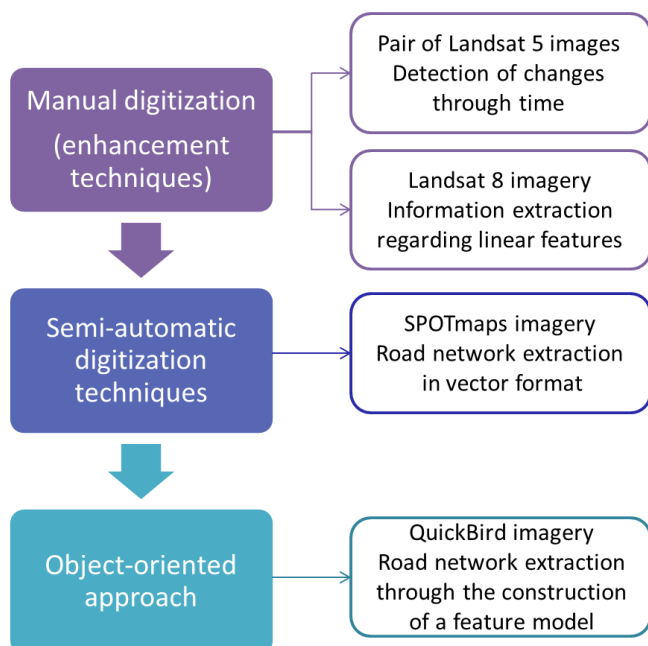 Pair of Landsat 5 images
Detection of changes
through time
Manual digitization
(enhancement
techniques)
Landsat 8 imagery
Information extraction
regarding linear features
Semi-automatic
digitization
techniques
SPOTmaps imagery
Road network extraction
in vector format
Object-oriented
approach
QuickBird imagery
Road network extraction
through the construction
of a feature model